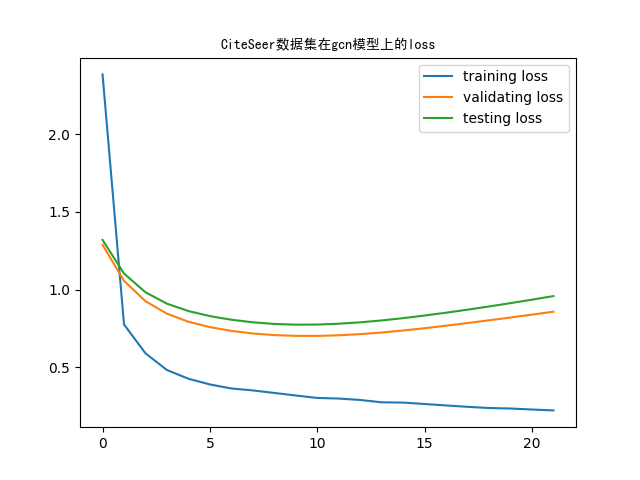 CiteSeer数据集在gcn模型上的loss
training loss
validating loss
testing loss
2.0
1.5
1.0
0.5
0 5 10 15 20